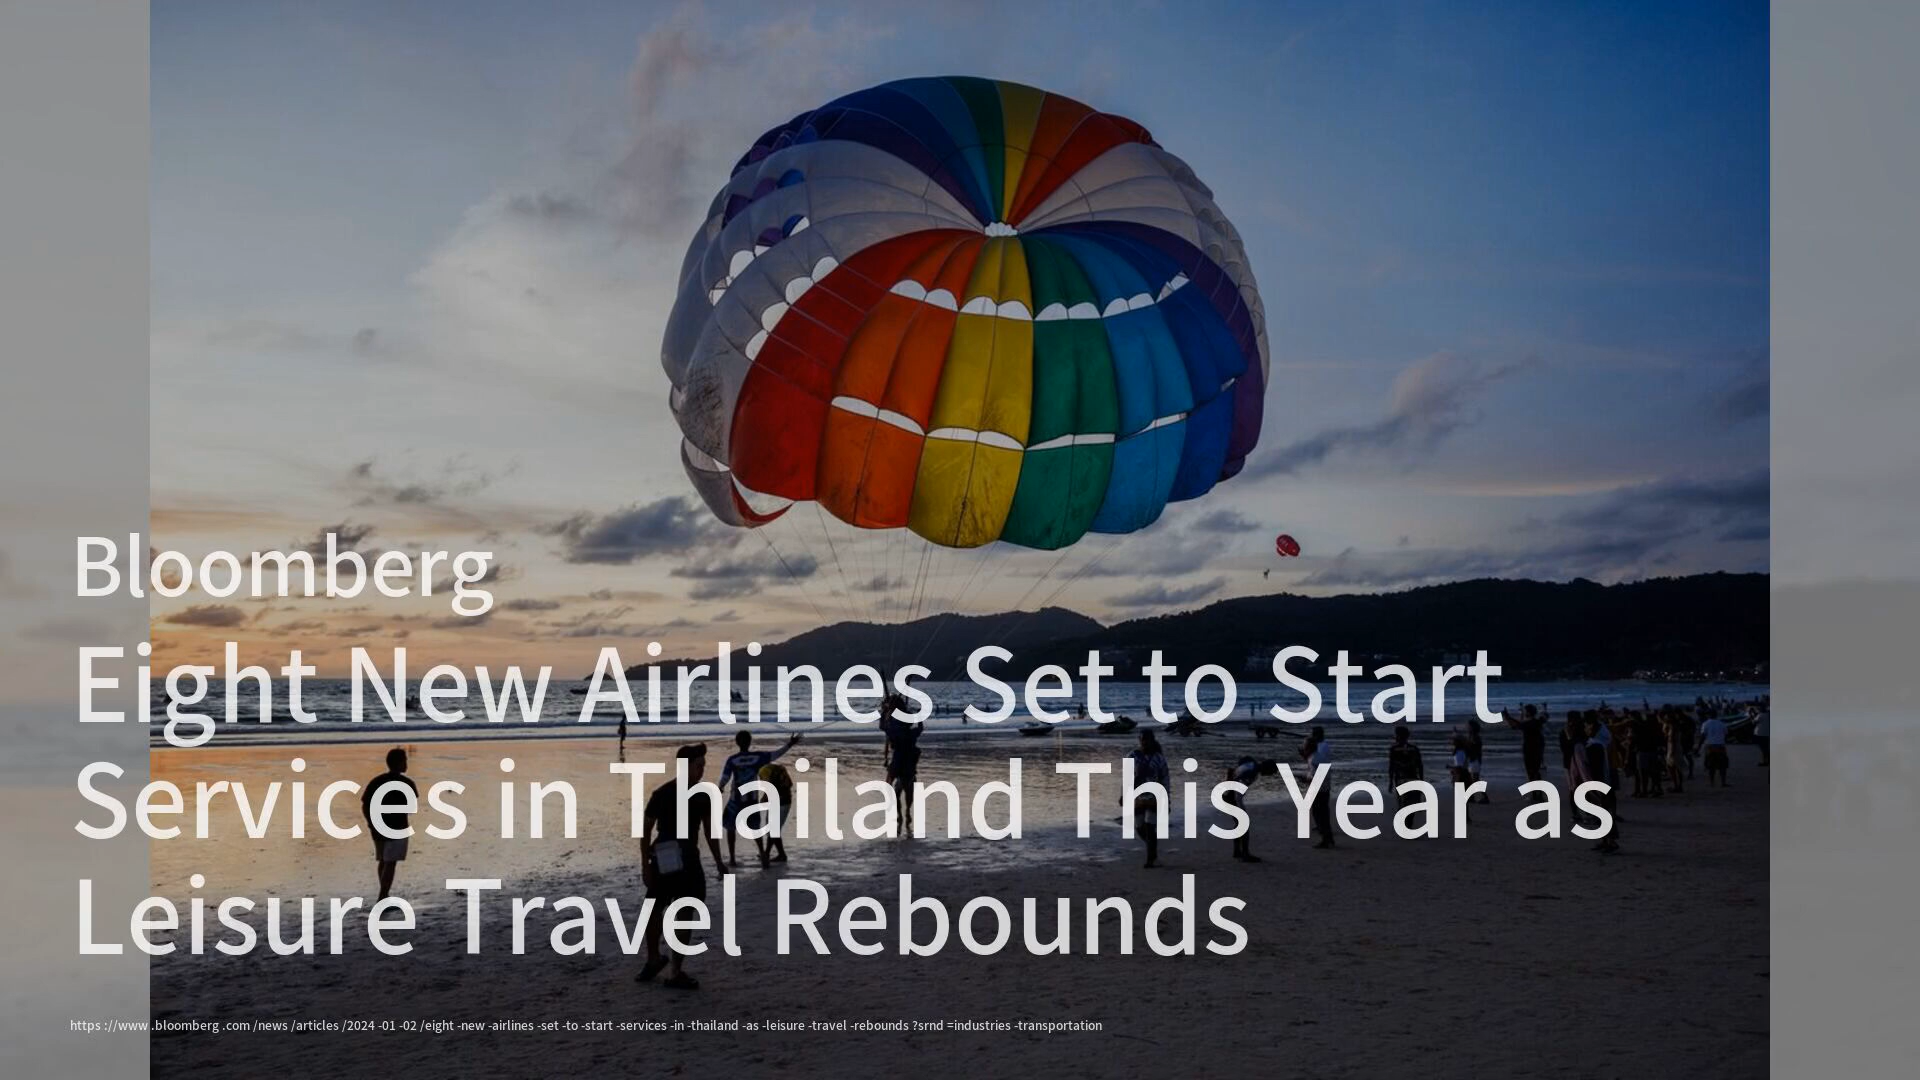 Bloomberg
Eight New Airlines Set to Start
Services in Thailand This Year as
Leisure Travel Rebounds
https ://www .bloomberg .com /news /articles /2024 -01 -02 /eight -new -airlines -set -to -start -services -in -thailand -as -leisure -travel -rebounds ?srnd =industries -transportation